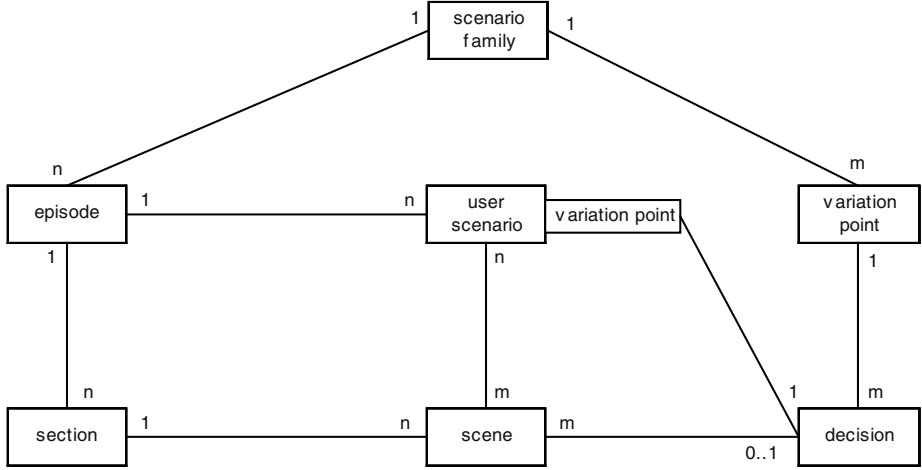 1
scenario
family
1
n
m
episode
1
n
user
scenario
variation point
variation
point
1
n
1
n
m
1
m
section
1
n
scene
m
0..1
decision